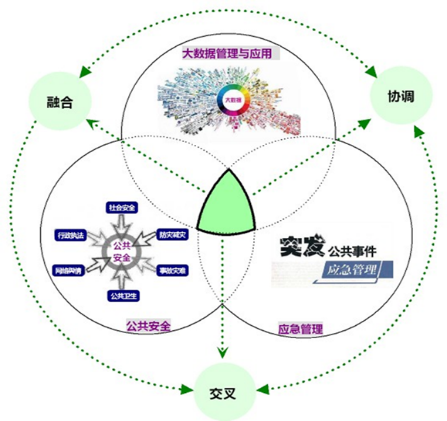 大数据管理与应用
融合
协调
大数据
社会安全
行政执法
防灾减灾
公共
安全
网络舆情
事故灾难
公共卫生
突发公共事件
应急管理
公共安全
应急管理
交叉